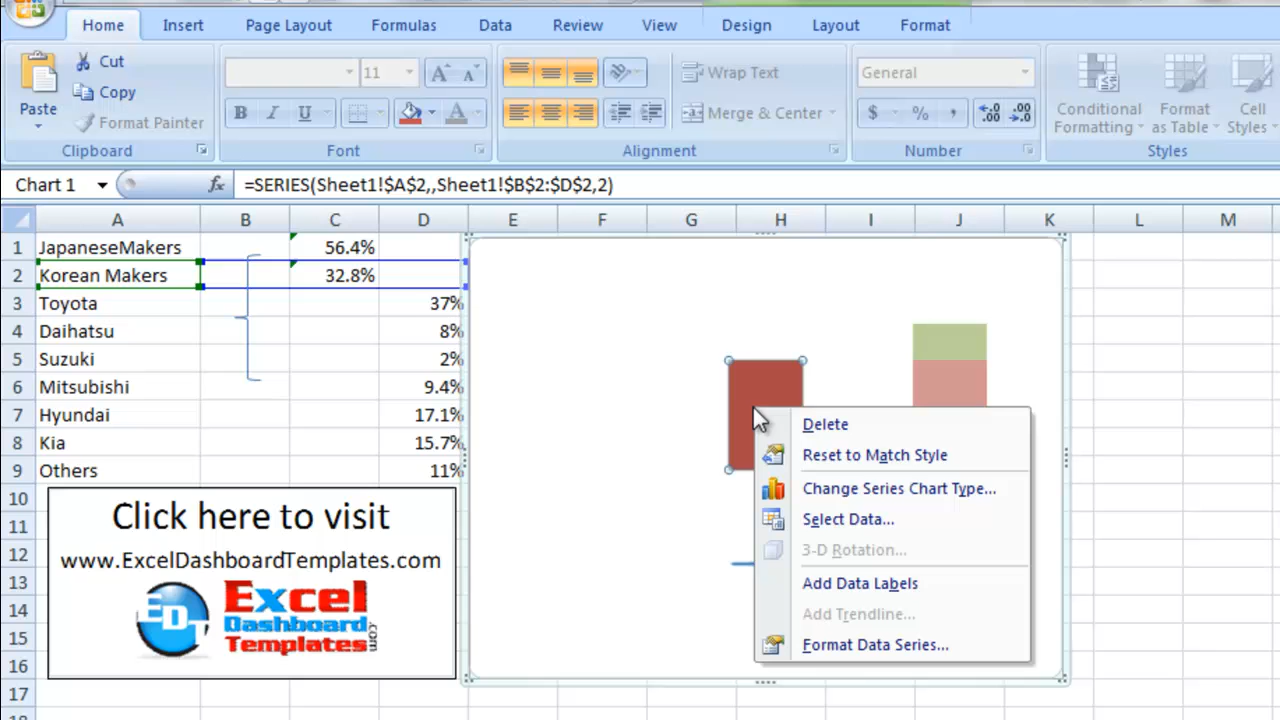 Home Insert Page Layout Formulas Data Review View Design Layout Format
Paste
Cut
Copy
Format Painter
Clipboard
11
A A
B I U
A
Font
Wrap Text
Merge & Center
Alignment
General
$ % ,
.0 .00
.00 .0
Number
Conditional Formatting
Format as Table
Cell Styles
Styles
Chart 1 fx =SERIES(Sheet1!$A$2,,Sheet1!$B$2:$D$2,2)
A B C D E F G H I J K L M
1 JapaneseMakers 56.4%
2 Korean Makers 32.8%
3 Toyota 37%
4 Daihatsu 8%
5 Suzuki 2%
6 Mitsubishi 9.4%
7 Hyundai 17.1%
8 Kia 15.7%
9 Others 11%
10
11
12
13
14
15
16
17
Click here to visit
www.ExcelDashboardTemplates.com
EDT
Excel
Dashboard
Templates
.com
Delete
Reset to Match Style
Change Series Chart Type...
Select Data...
3-D Rotation...
Add Data Labels
Add Trendline...
Format Data Series...